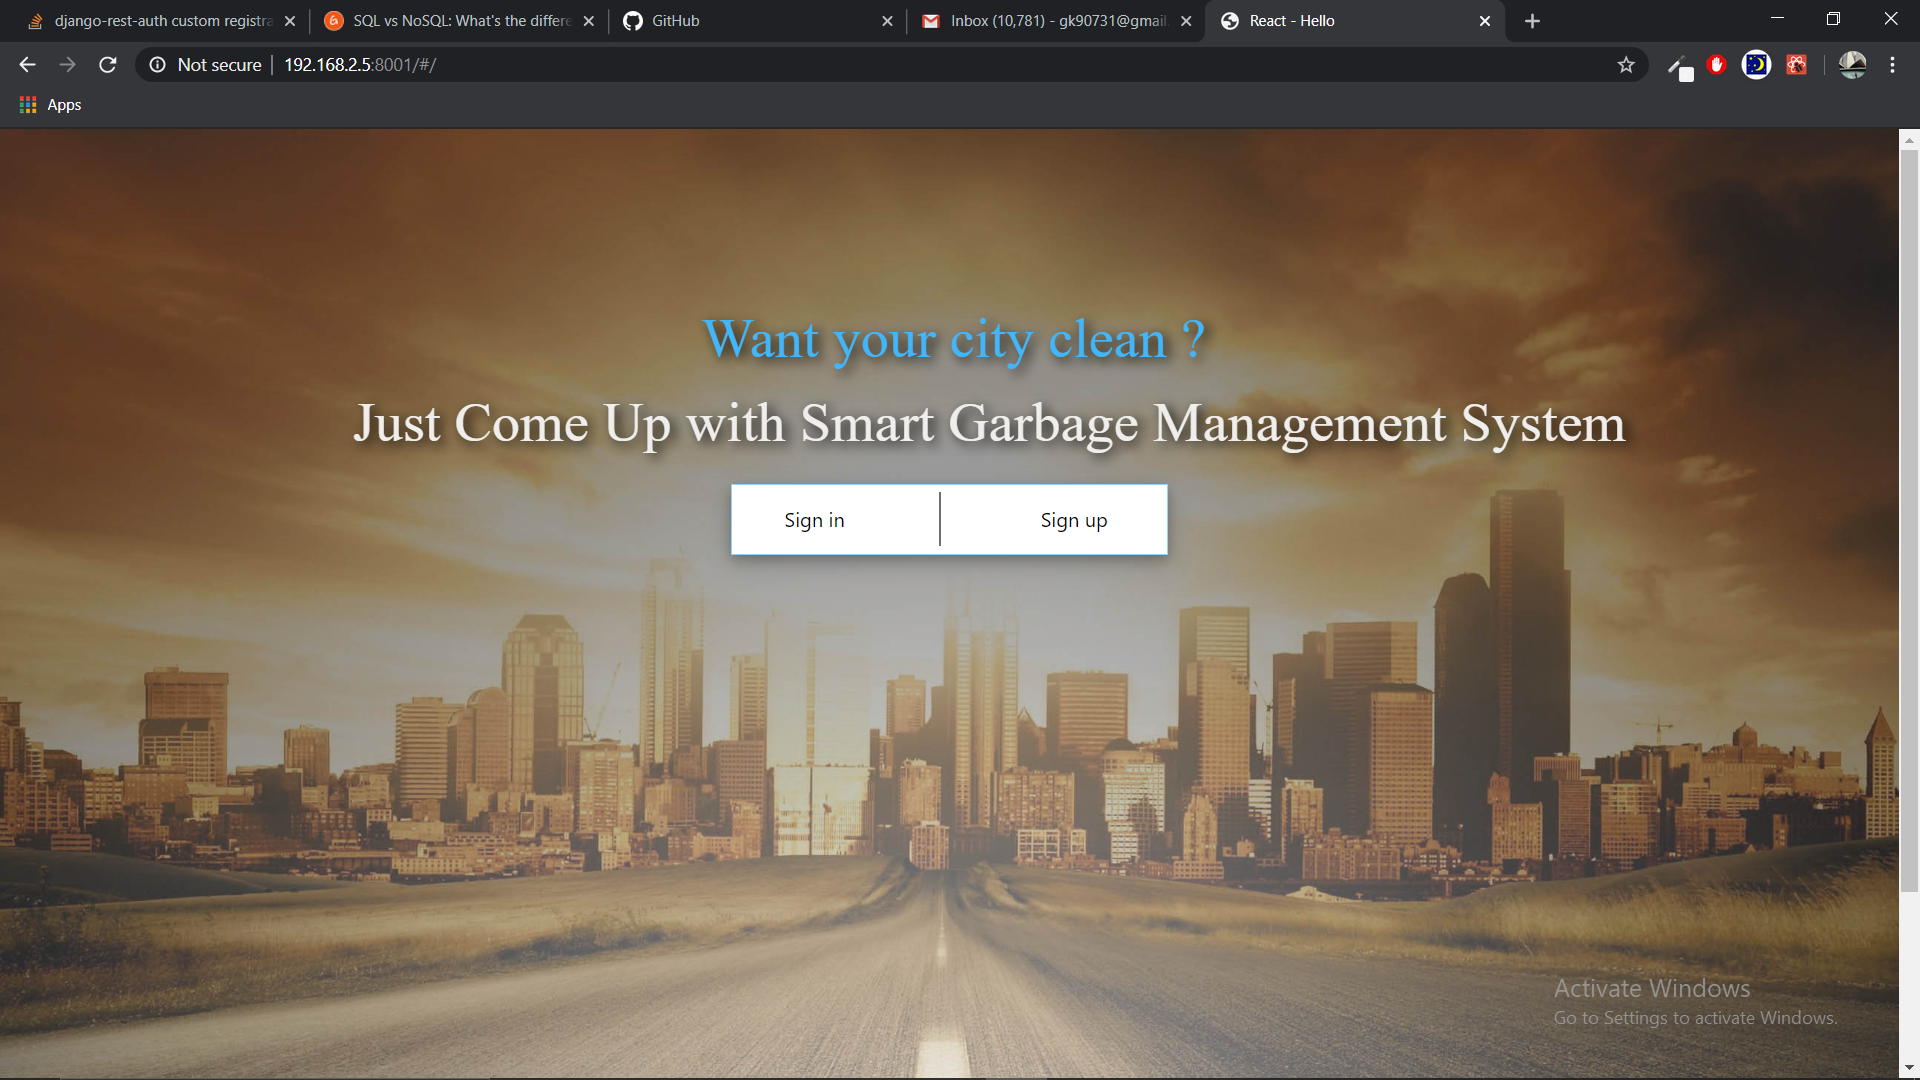 django-rest-auth custom registra
SQL vs NoSQL: What's the differe
GitHub
Inbox (10,781) - gk90731@gmail.
React - Hello
Not secure
192.168.2.5:8001/#/
Apps
Want your city clean ?
Just Come Up with Smart Garbage Management System
Sign in
Sign up
Activate Windows
Go to Settings to activate Windows.